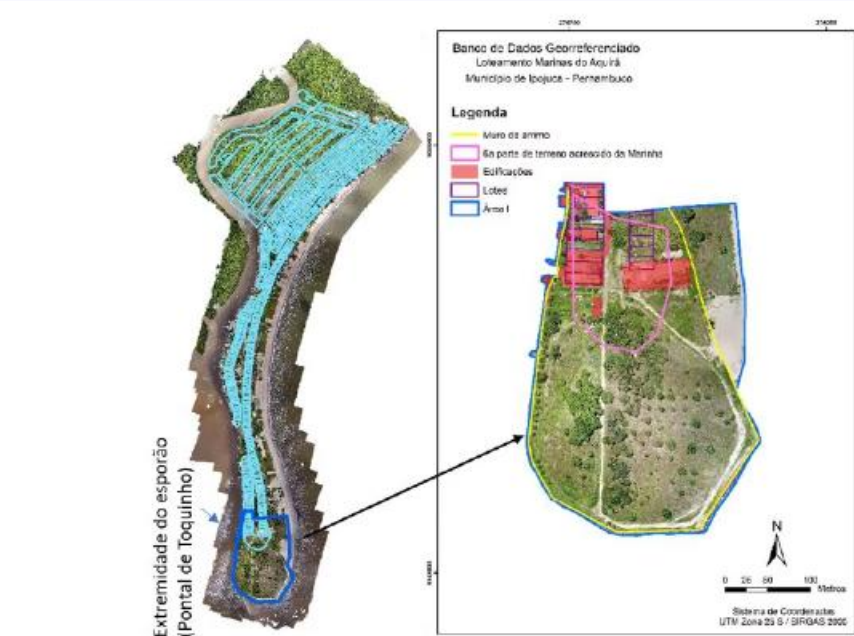 Extremidade do esporão
(Pontal de Toquinho)
Banco de Dados Georreferenciado
Loteamento Marinas do Aquirá
Município de Ipojuca - Pernambuco
Legenda
Muro de arrimo
6a parte de terreno acrescido da Marinha
Edificações
Lotes
Área I
N
0 25 50 100
Metros
Sistema de Coordenadas
UTM Zona 25 S / SIRGAS 2000